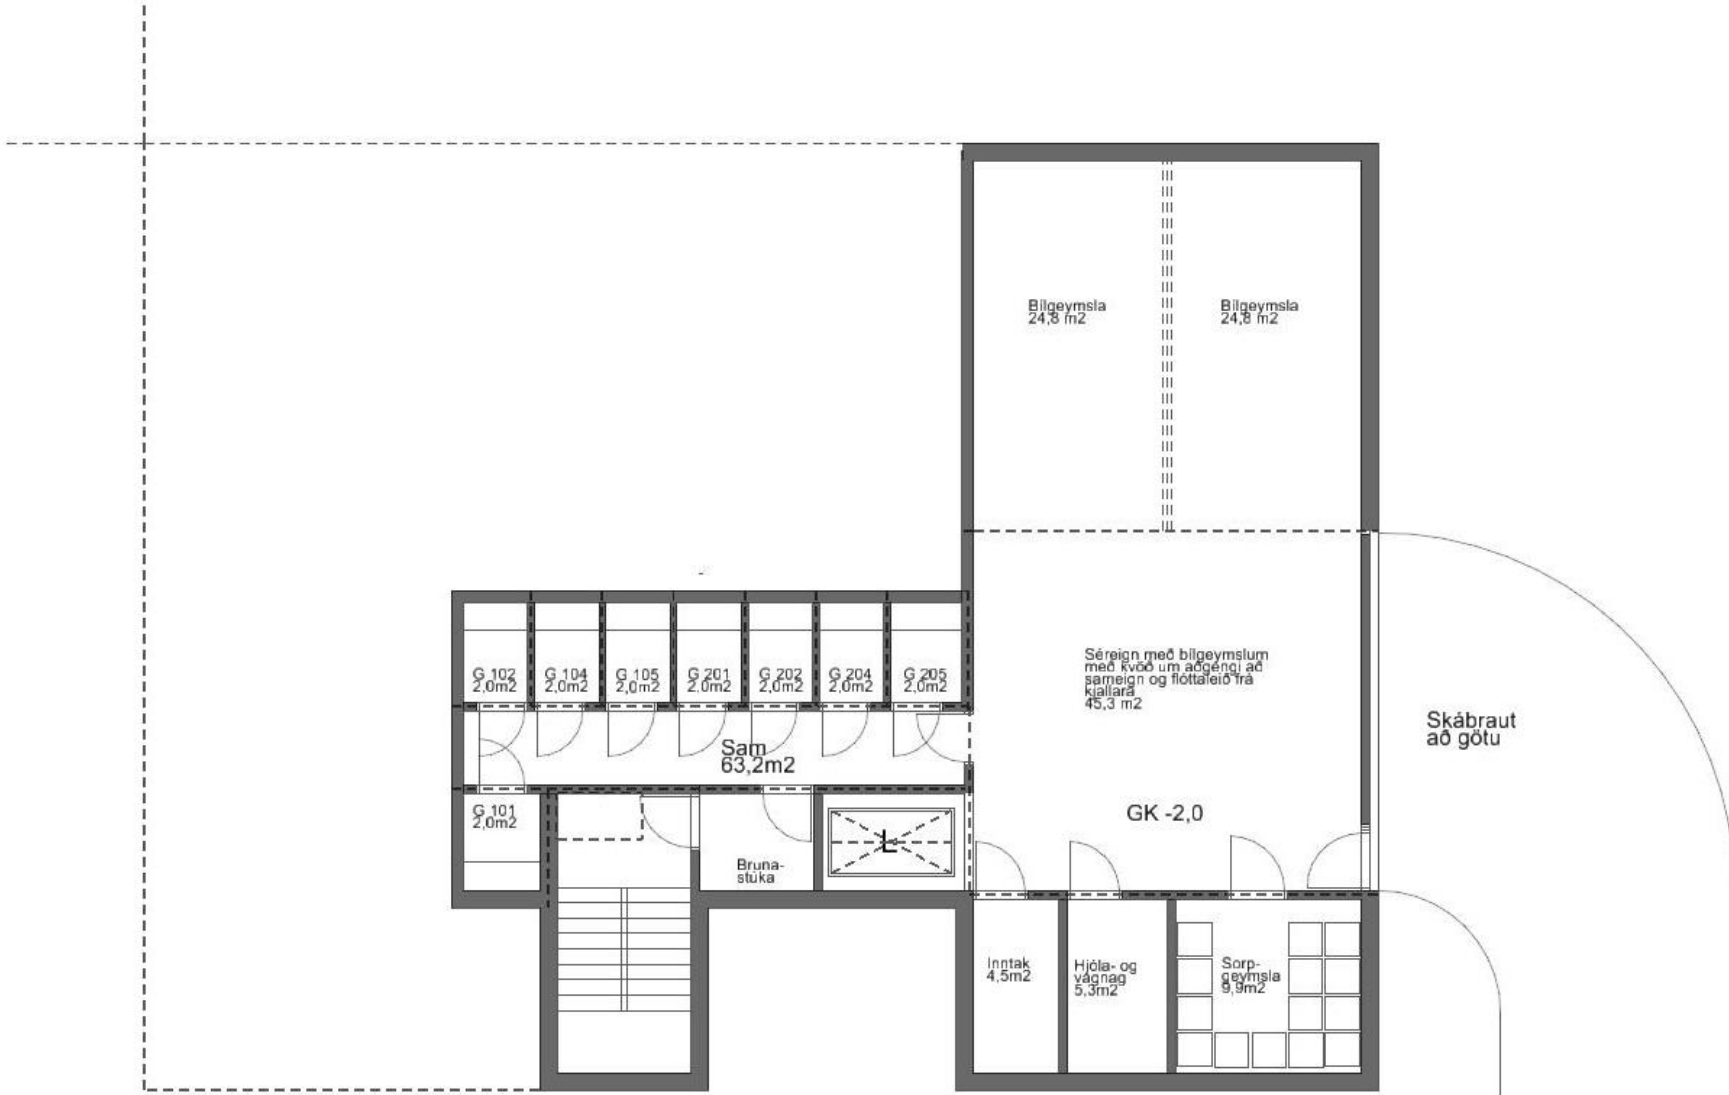 Bílgeymsla
24,8 m2
Bílgeymsla
24,8 m2
G 102
2,0m2
G 104
2,0m2
G 105
2,0m2
G 201
2,0m2
G 202
2,0m2
G 204
2,0m2
G 205
2,0m2
Séreign með bílgeymslum
með kvöð um aðgengi að
sameign og flóttaleið frá
kjallara
45,3 m2
Skábraut
að götu
Sam
63,2m2
G 101
2,0m2
GK -2,0
L
Bruna-
stúka
Inntak
4,5m2
Hjóla- og
vagnag
5,3m2
Sorp-
geymsla
9,9m2